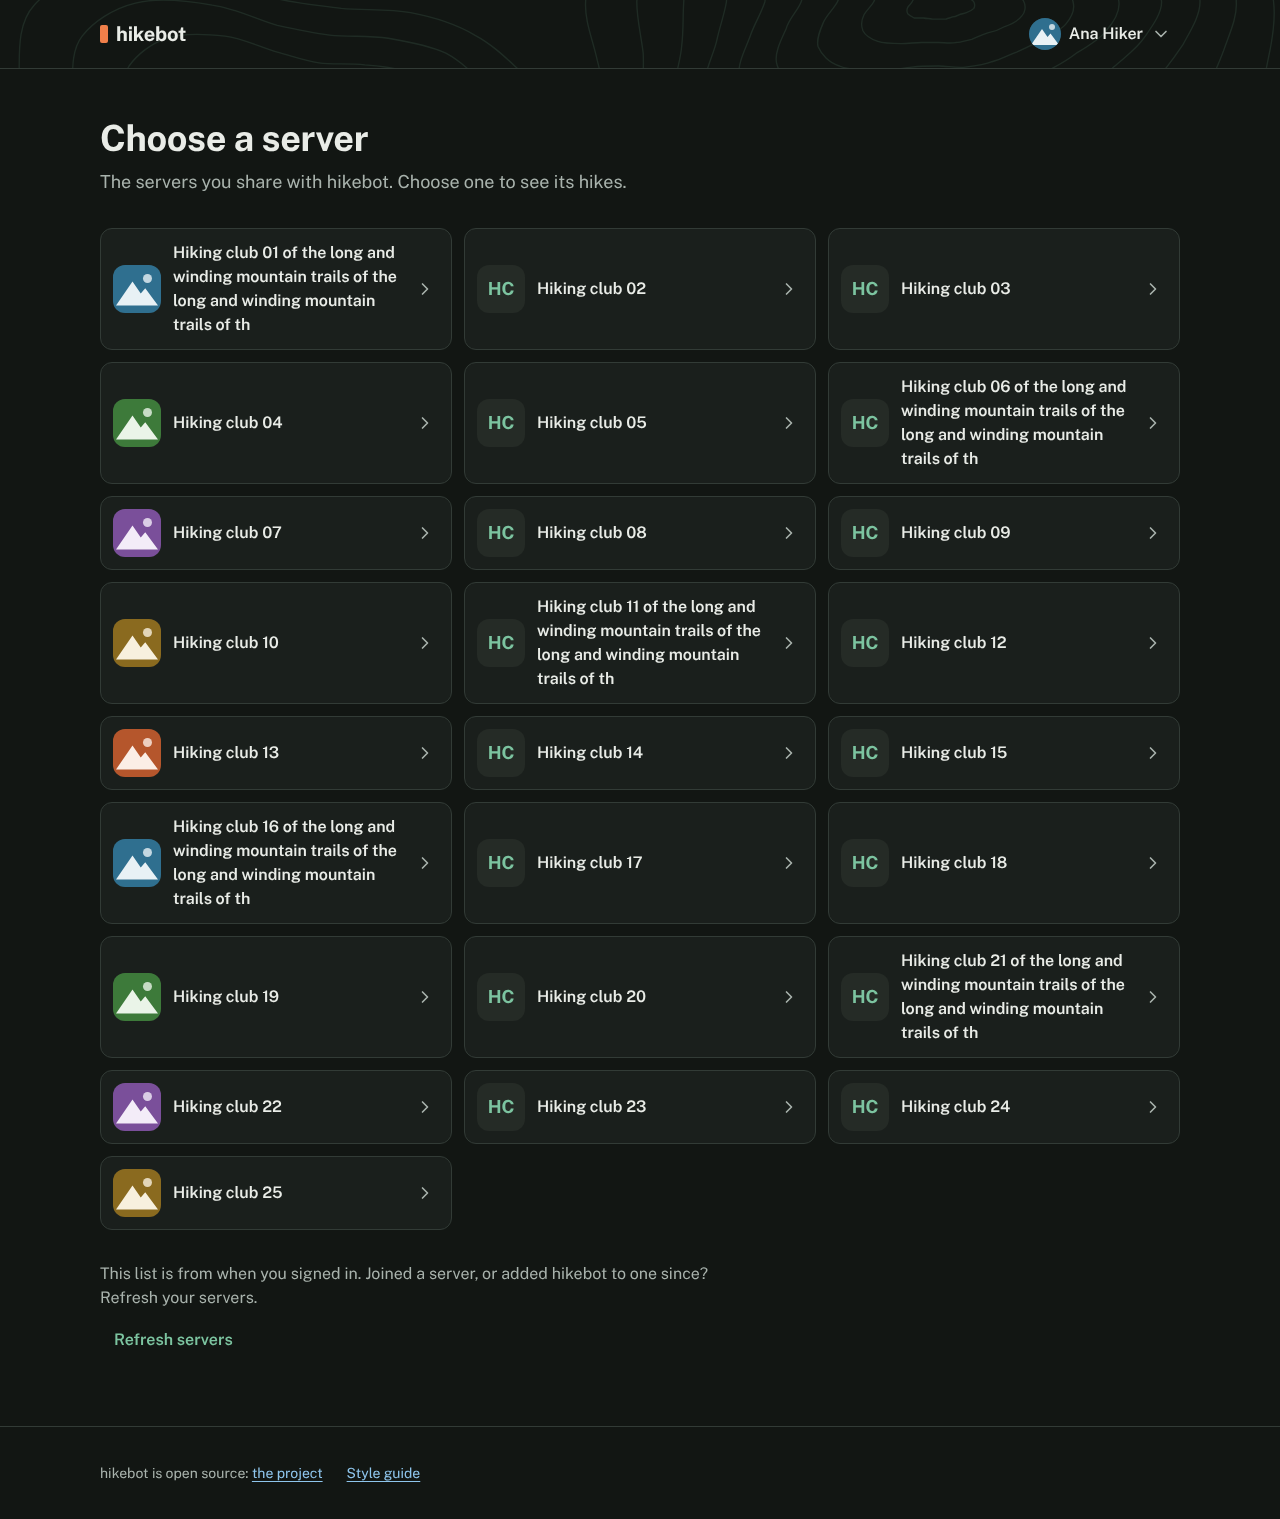 hikebot
Ana Hiker
Choose a server
The servers you share with hikebot. Choose one to see its hikes.
Hiking club 01 of the long and
winding mountain trails of the
long and winding mountain
trails of th
HC
Hiking club 02
HC
Hiking club 03
Hiking club 04
HC
Hiking club 05
HC
Hiking club 06 of the long and
winding mountain trails of the
long and winding mountain
trails of th
Hiking club 07
HC
Hiking club 08
HC
Hiking club 09
Hiking club 10
HC
Hiking club 11 of the long and
winding mountain trails of the
long and winding mountain
trails of th
HC
Hiking club 12
Hiking club 13
HC
Hiking club 14
HC
Hiking club 15
Hiking club 16 of the long and
winding mountain trails of the
long and winding mountain
trails of th
HC
Hiking club 17
HC
Hiking club 18
Hiking club 19
HC
Hiking club 20
HC
Hiking club 21 of the long and
winding mountain trails of the
long and winding mountain
trails of th
Hiking club 22
HC
Hiking club 23
HC
Hiking club 24
Hiking club 25
This list is from when you signed in. Joined a server, or added hikebot to one since?
Refresh your servers.
Refresh servers
hikebot is open source: the project
Style guide